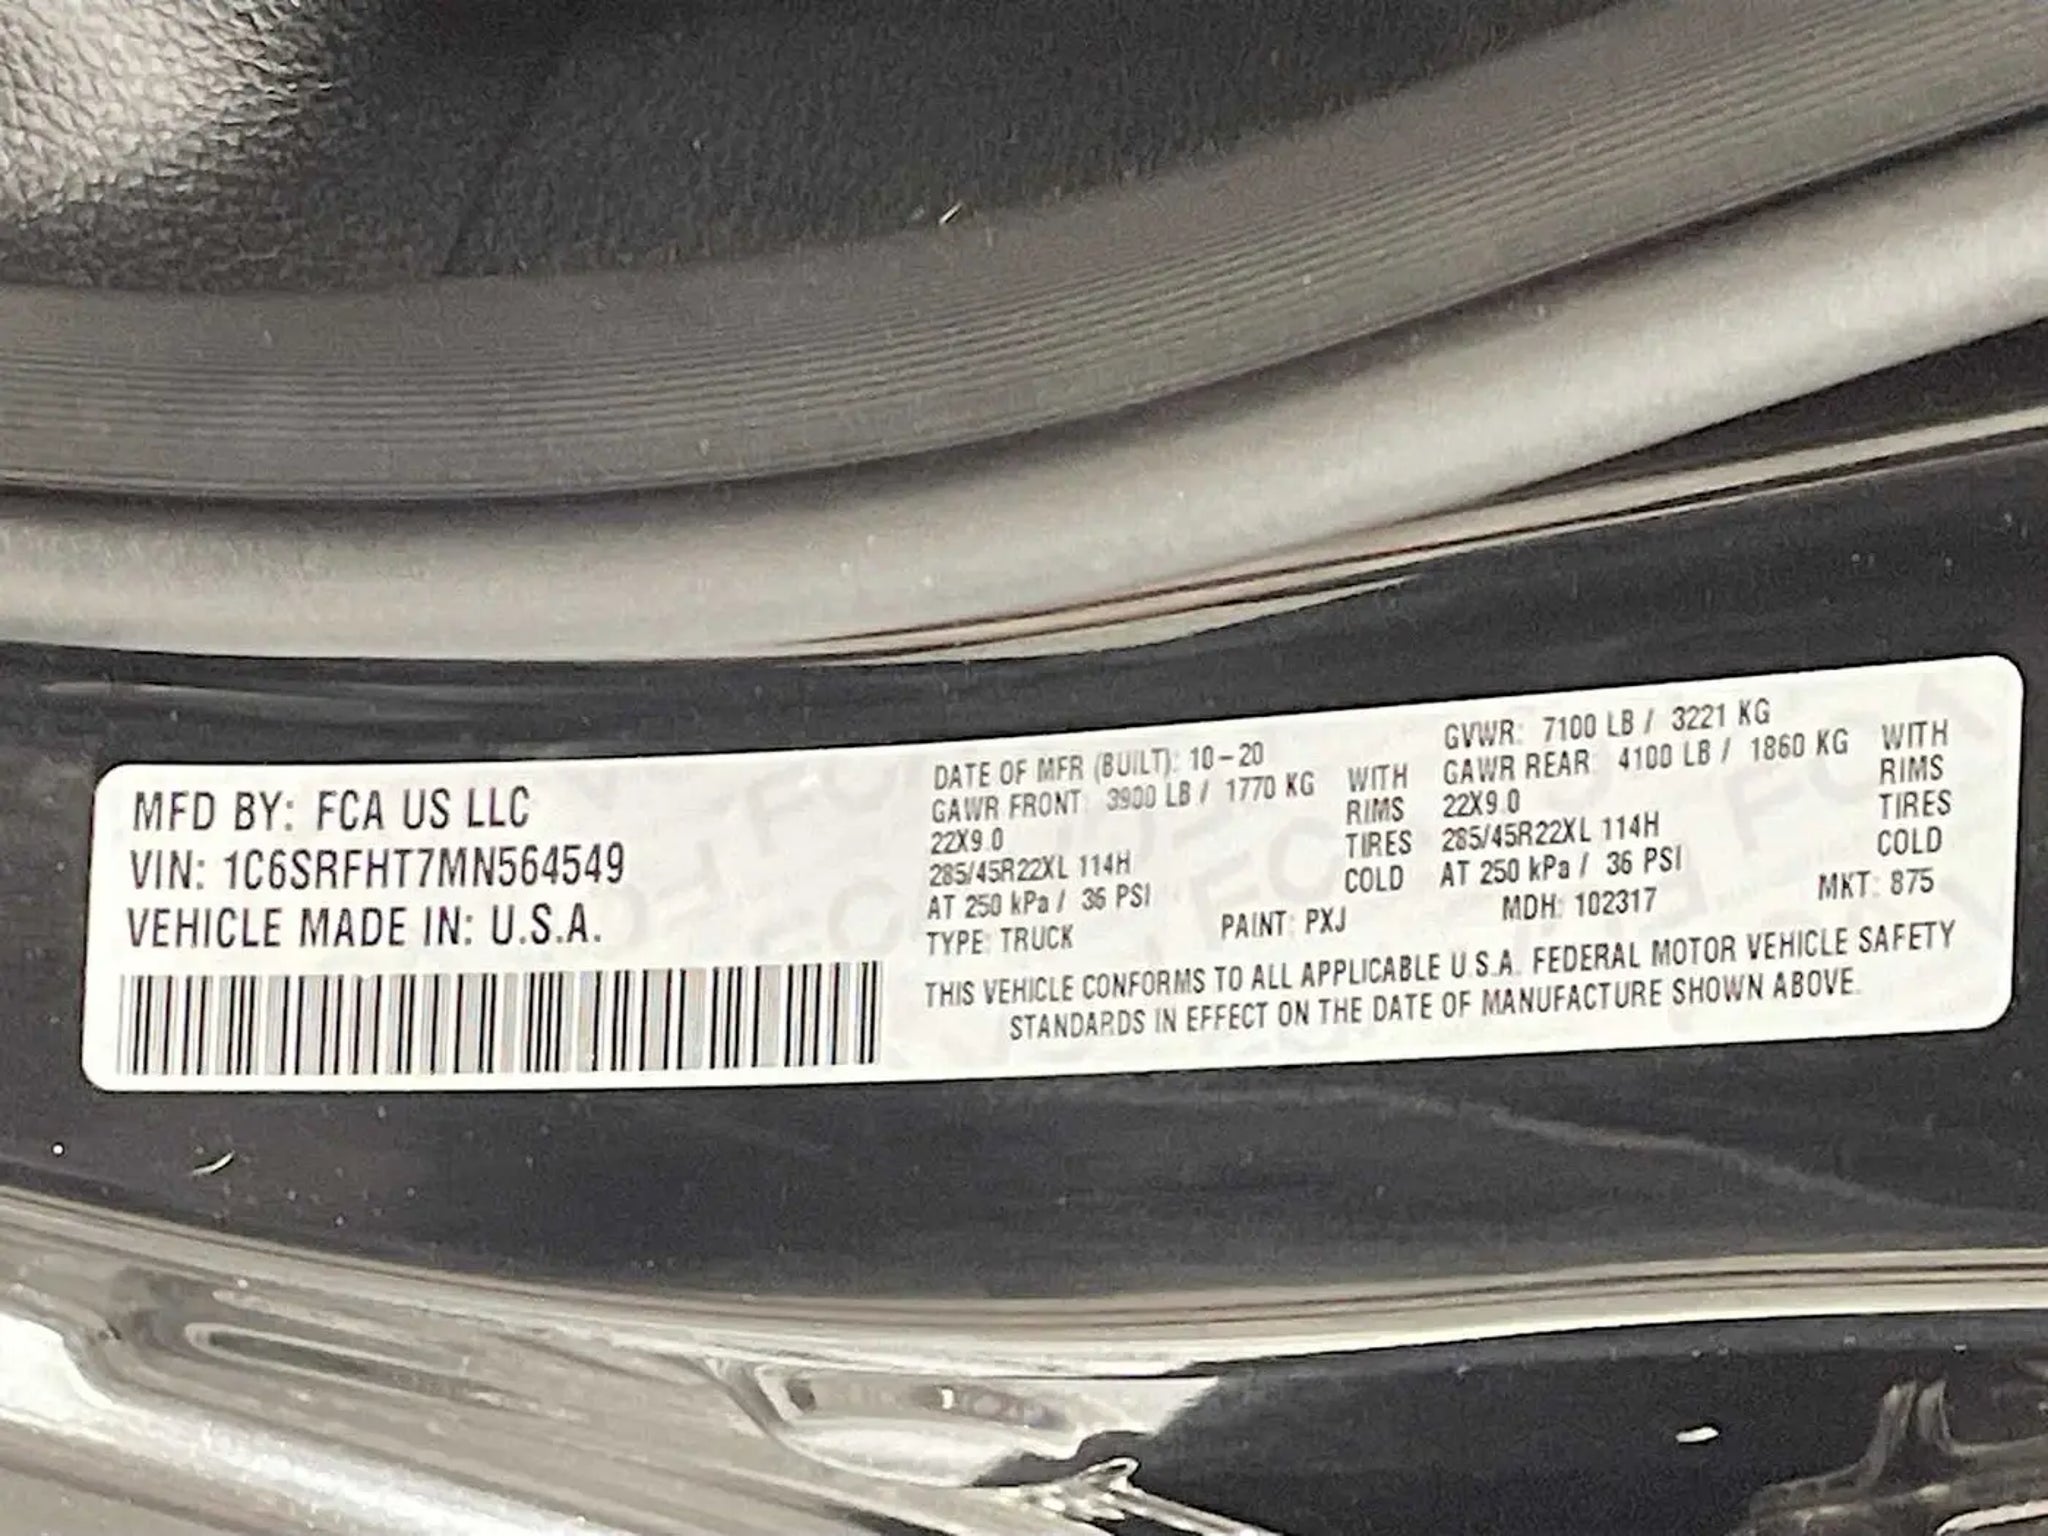 MFD BY: FCA US LLC
VIN: 1C6SRFHT7MN564549
VEHICLE MADE IN: U.S.A.
DATE OF MFR (BUILT): 10-20 GVWR: 7100 LB / 3221 KG
GAWR FRONT: 3900 LB / 1770 KG WITH GAWR REAR: 4100 LB / 1860 KG WITH
22X9.0 RIMS 22X9.0 RIMS
285/45R22XL 114H TIRES 285/45R22XL 114H TIRES
AT 250 kPa / 36 PSI COLD AT 250 kPa / 36 PSI COLD
TYPE: TRUCK PAINT: PXJ MDH: 102317 MKT: 875
THIS VEHICLE CONFORMS TO ALL APPLICABLE U.S.A. FEDERAL MOTOR VEHICLE SAFETY
STANDARDS IN EFFECT ON THE DATE OF MANUFACTURE SHOWN ABOVE.